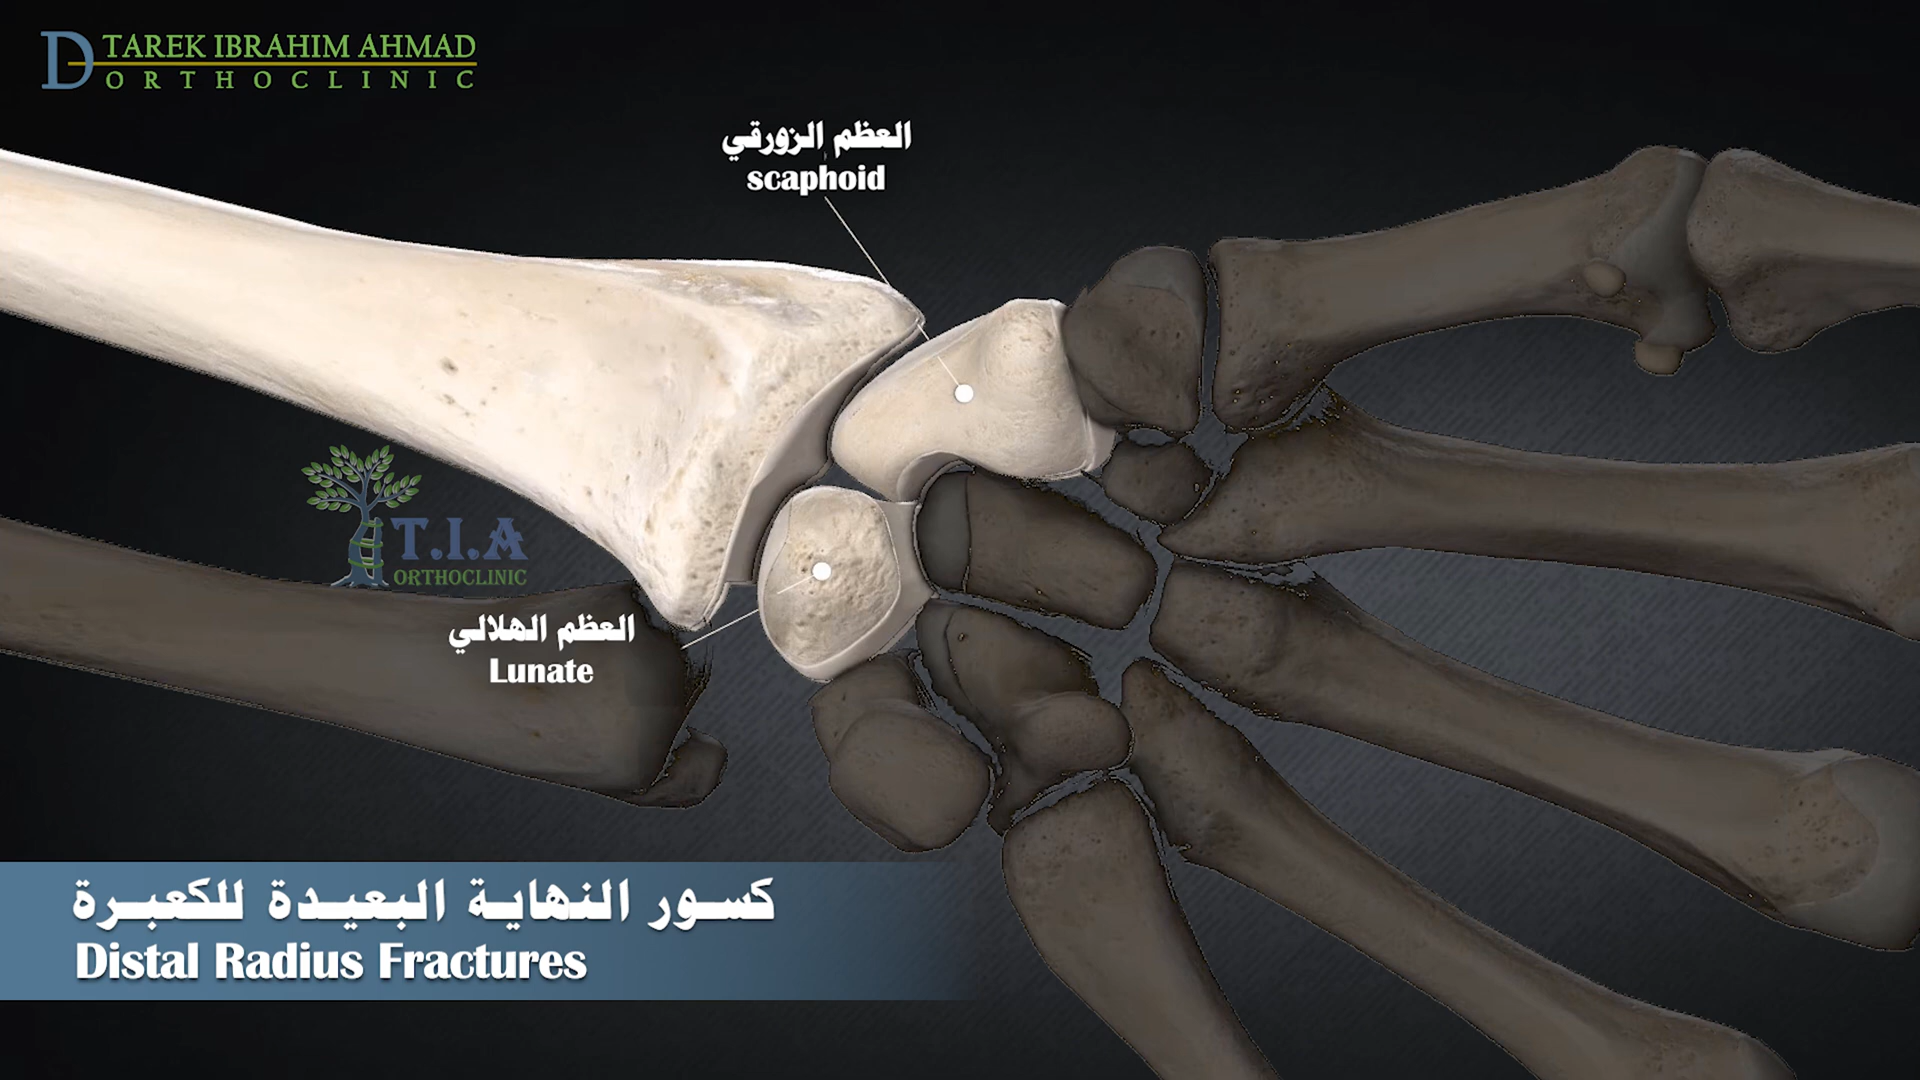 D TAREK IBRAHIM AHMAD
ORTHOCLINIC
العظم الزورقي
scaphoid
T.I.A
ORTHOCLINIC
العظم الهلالي
Lunate
كسور النهاية البعيدة للكعبرة
Distal Radius Fractures